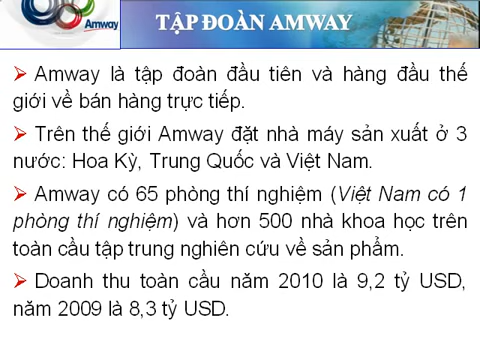 Amway
TẬP ĐOÀN AMWAY
➢ Amway là tập đoàn đầu tiên và hàng đầu thế
giới về bán hàng trực tiếp.
➢ Trên thế giới Amway đặt nhà máy sản xuất ở 3
nước: Hoa Kỳ, Trung Quốc và Việt Nam.
➢ Amway có 65 phòng thí nghiệm (Việt Nam có 1
phòng thí nghiệm) và hơn 500 nhà khoa học trên
toàn cầu tập trung nghiên cứu về sản phẩm.
➢ Doanh thu toàn cầu năm 2010 là 9,2 tỷ USD,
năm 2009 là 8,3 tỷ USD.